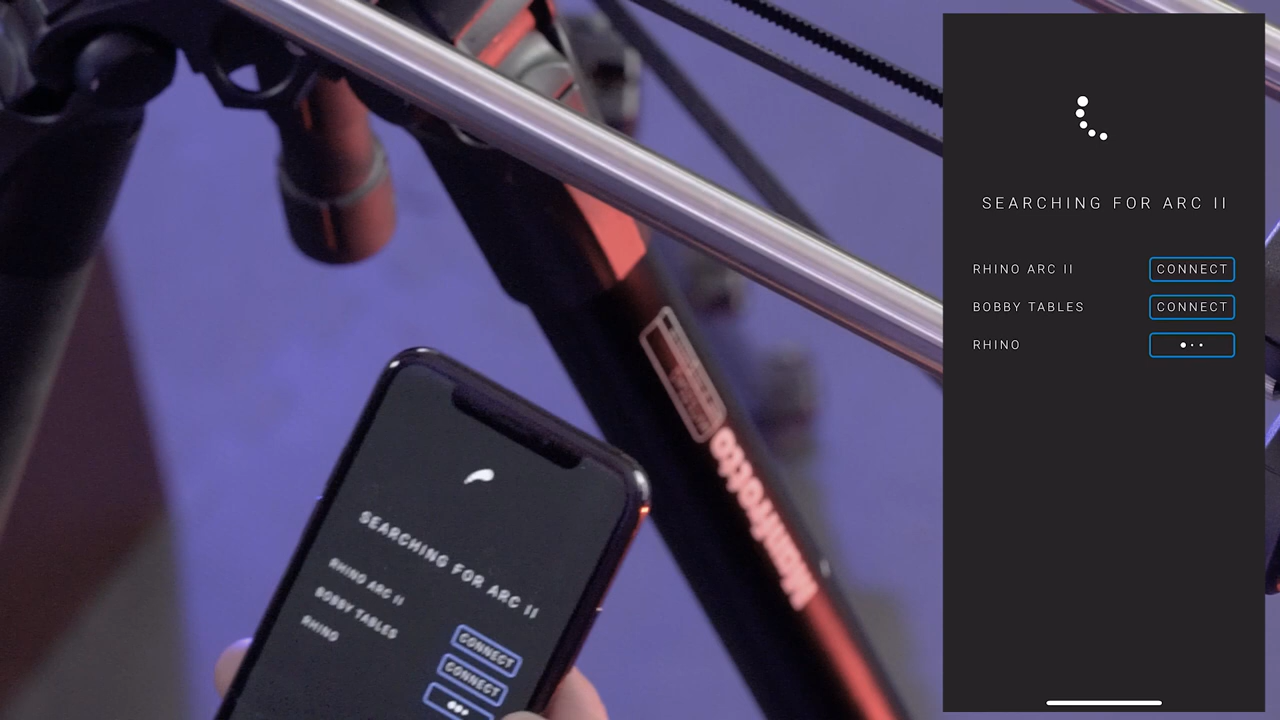 Manfrotto
SEARCHING FOR ARC II
RHINO ARC II
CONNECT
BOBBY TABLES
CONNECT
RHINO
SEARCHING FOR ARC II
RHINO ARC II CONNECT
BOBBY TABLES CONNECT
RHINO